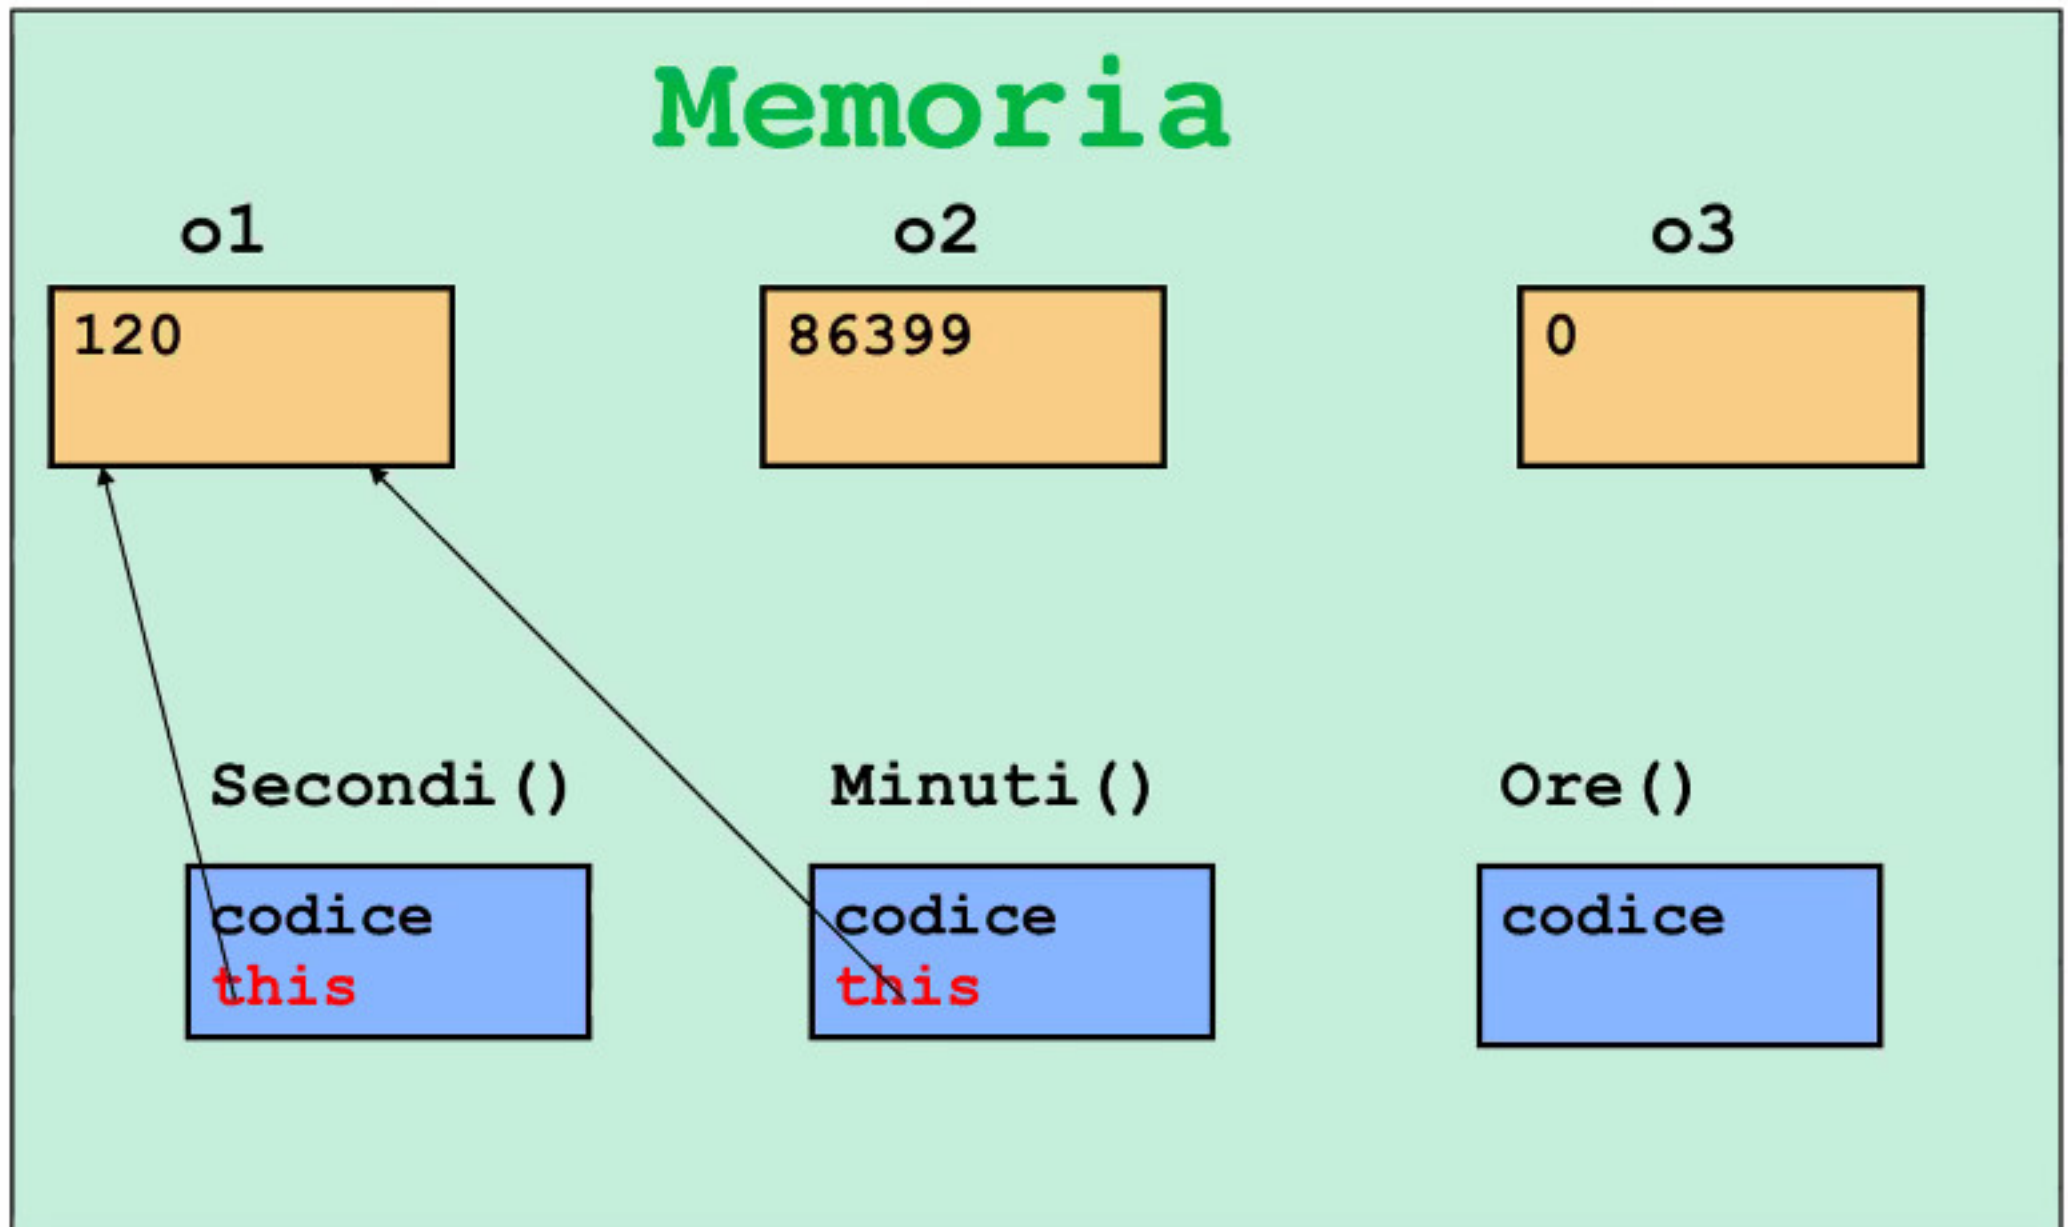 Memoria
o1 o2 o3
120 86399 0
Secondi() Minuti() Ore()
codice codice codice
this this